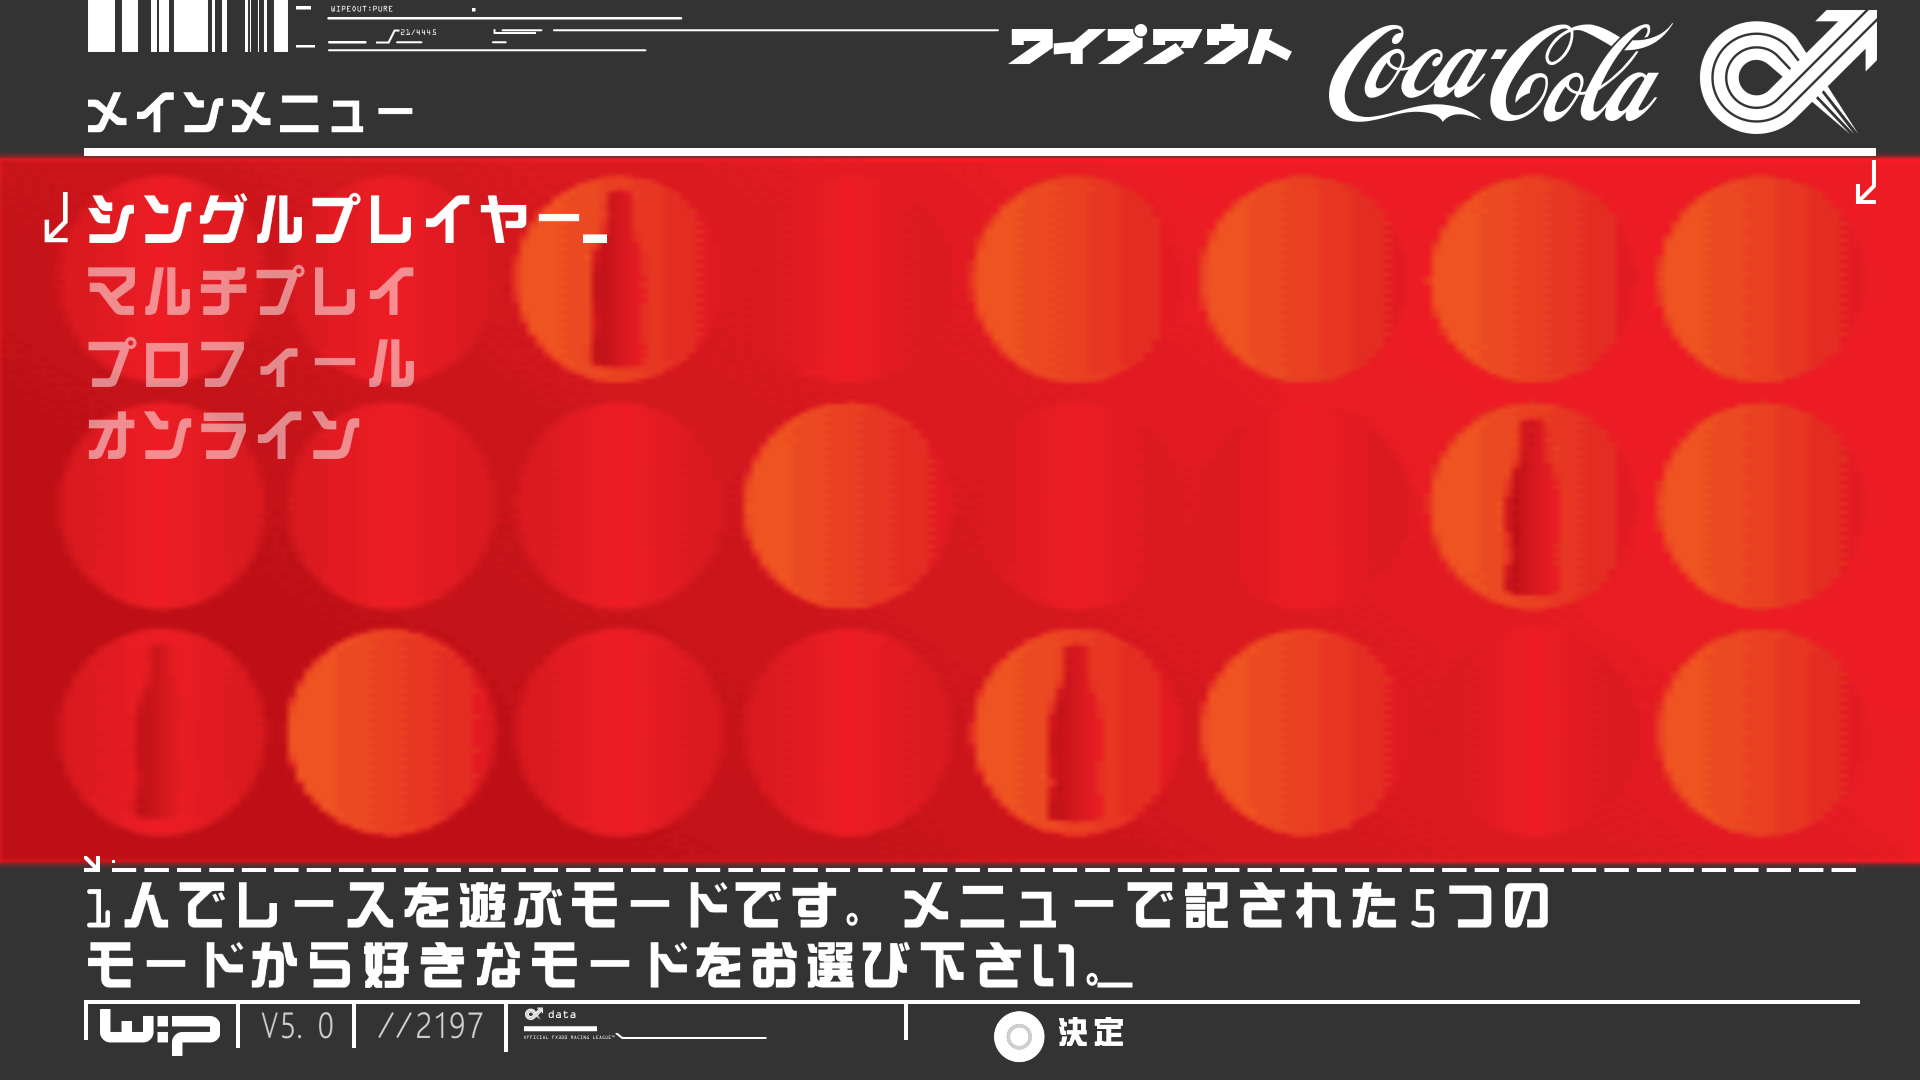 WIPEOUT:PURE
21/4445
ワイプアウト
Coca-Cola
メインメニュー
シングルプレイヤー_
マルチプレイ
プロフィール
オンライン
1人でレースを遊ぶモードです。 メニューで記された5つの
モードから好きなモードをお選び下さい。_
wip
V5.0
//2197
data
OFFICIAL FX300 RACING LEAGUE
決定